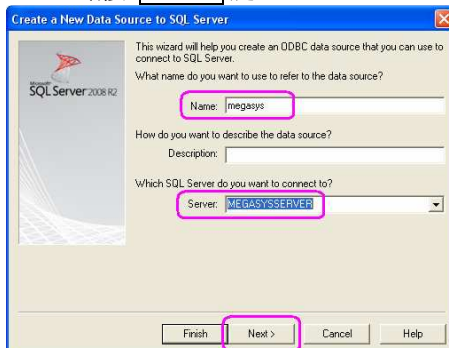 Create a New Data Source to SQL Server
This wizard will help you create an ODBC data source that you can use to
connect to SQL Server.
What name do you want to use to refer to the data source?
Microsoft
SQL Server 2008 R2
Name: megasys
How do you want to describe the data source?
Description:
Which SQL Server do you want to connect to?
Server: MEGASYSSERVER
Finish Next > Cancel Help